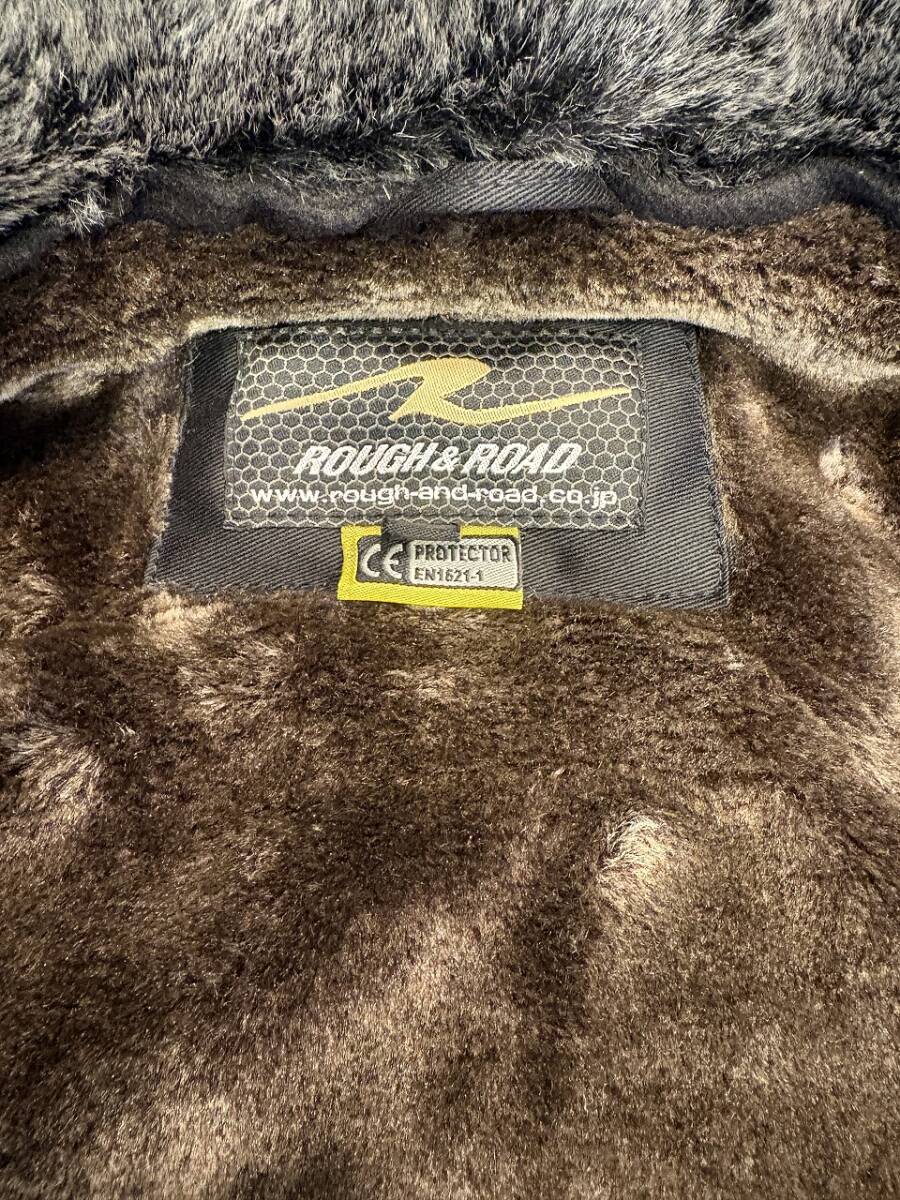 ROUGH & ROAD
www.rough-and-road.co.jp
CE PROTECTOR
EN1621-1